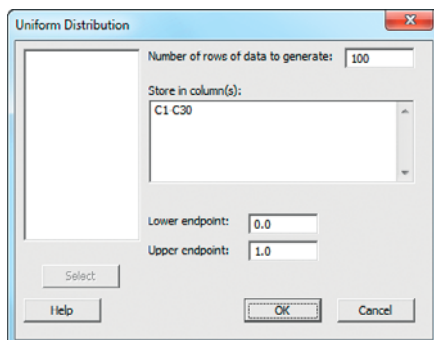 Uniform Distribution
Number of rows of data to generate: 100
Store in column(s):
C1-C30
Lower endpoint: 0.0
Upper endpoint: 1.0
Select
Help OK Cancel